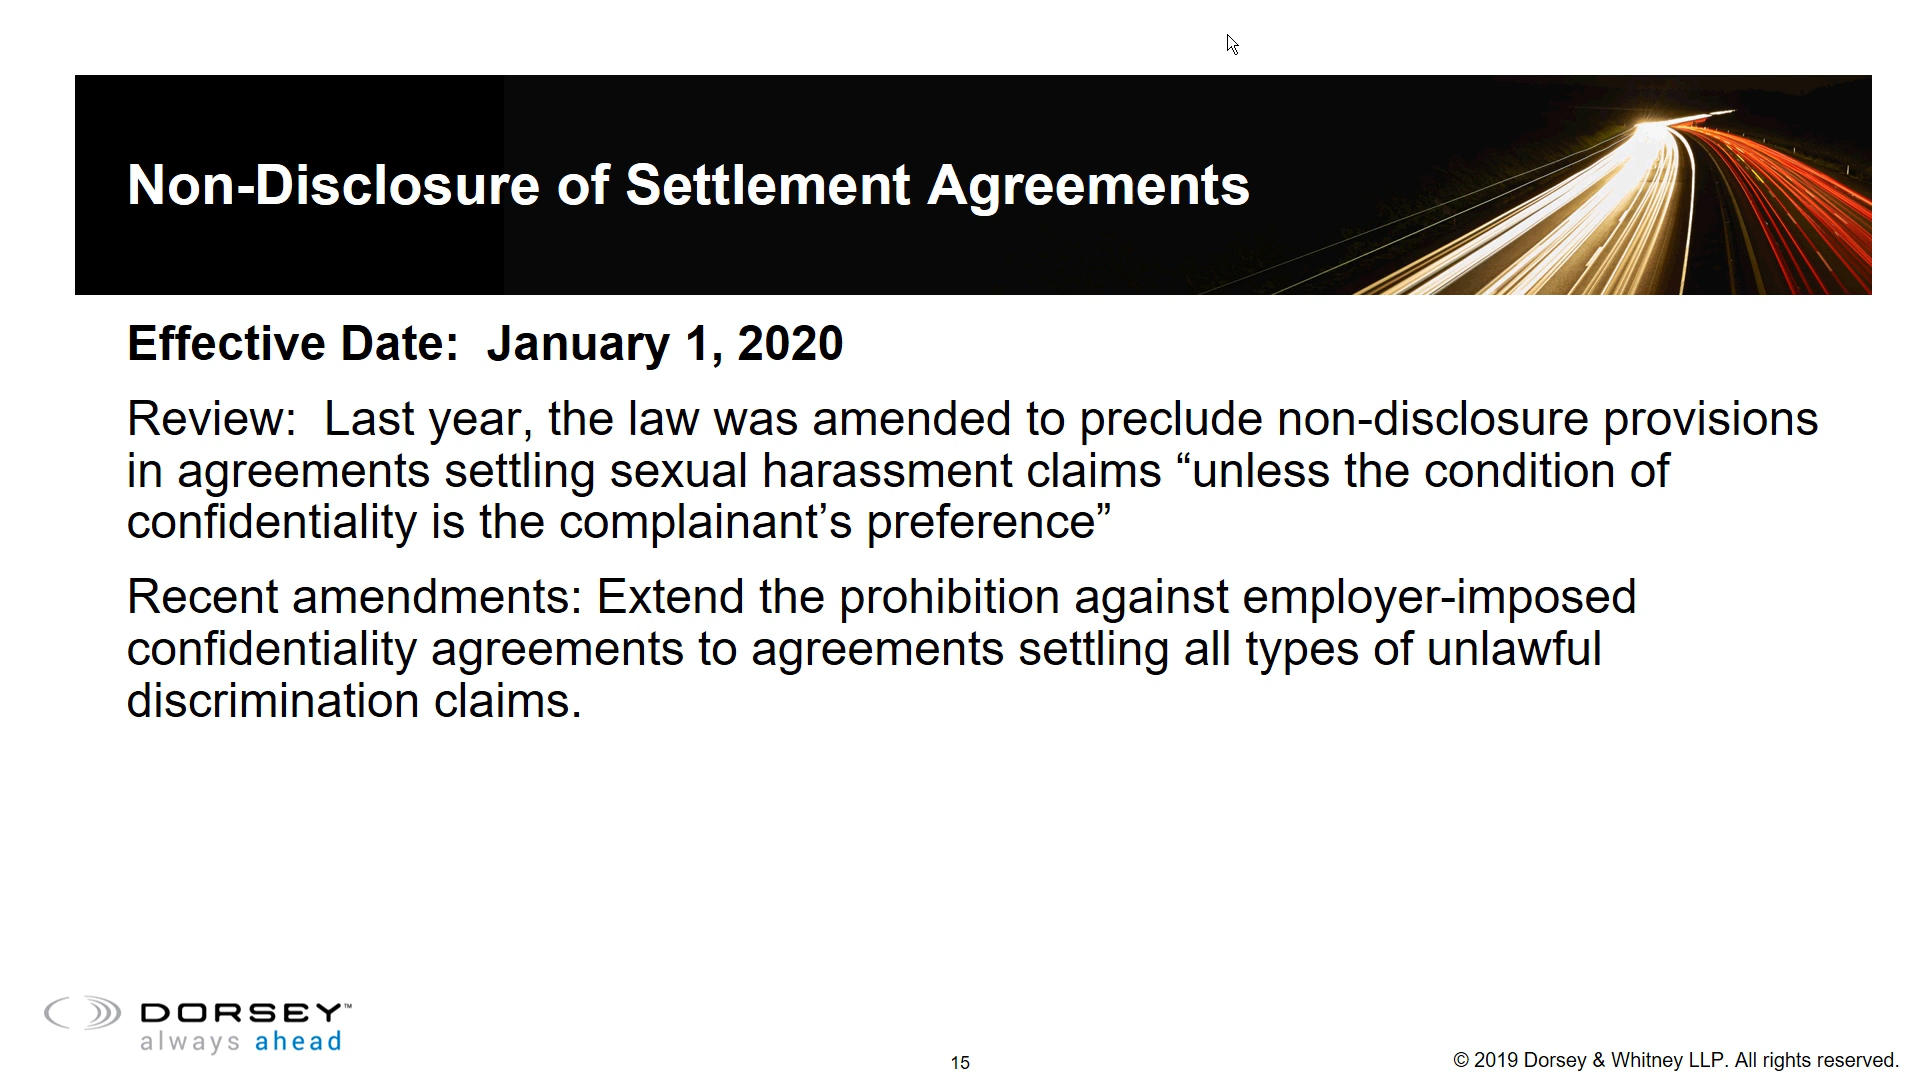 Non-Disclosure of Settlement Agreements
Effective Date:  January 1, 2020
Review:  Last year, the law was amended to preclude non-disclosure provisions
in agreements settling sexual harassment claims “unless the condition of
confidentiality is the complainant’s preference”
Recent amendments: Extend the prohibition against employer-imposed
confidentiality agreements to agreements settling all types of unlawful
discrimination claims.
DORSEY™
always ahead
15
© 2019 Dorsey & Whitney LLP. All rights reserved.